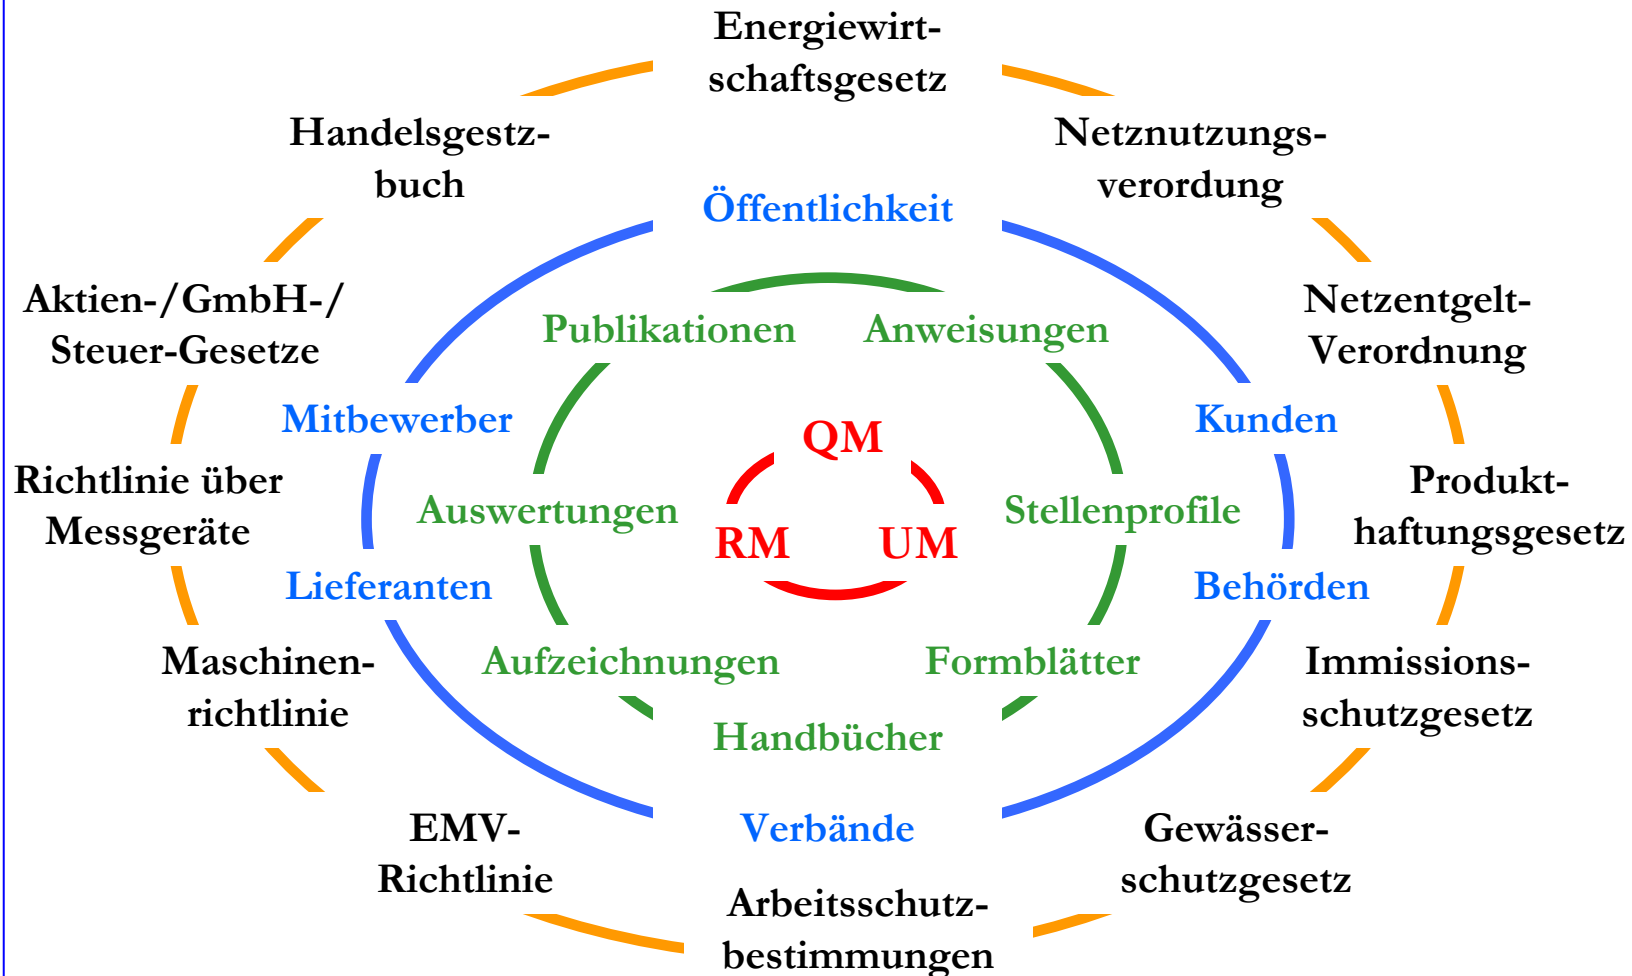 Energiewirt-
schaftsgesetz
Handelsgestz-
buch
Netznutzungs-
verordung
Öffentlichkeit
Aktien-/GmbH-/
Steuer-Gesetze
Netzentgelt-
Verordnung
Publikationen
Anweisungen
Mitbewerber
QM
Kunden
Richtlinie über
Messgeräte
Auswertungen
RM
UM
Stellenprofile
Produkt-
haftungsgesetz
Lieferanten
Behörden
Maschinen-
richtlinie
Aufzeichnungen
Formblätter
Immissions-
schutzgesetz
Handbücher
EMV-
Richtlinie
Verbände
Gewässer-
schutzgesetz
Arbeitsschutz-
bestimmungen